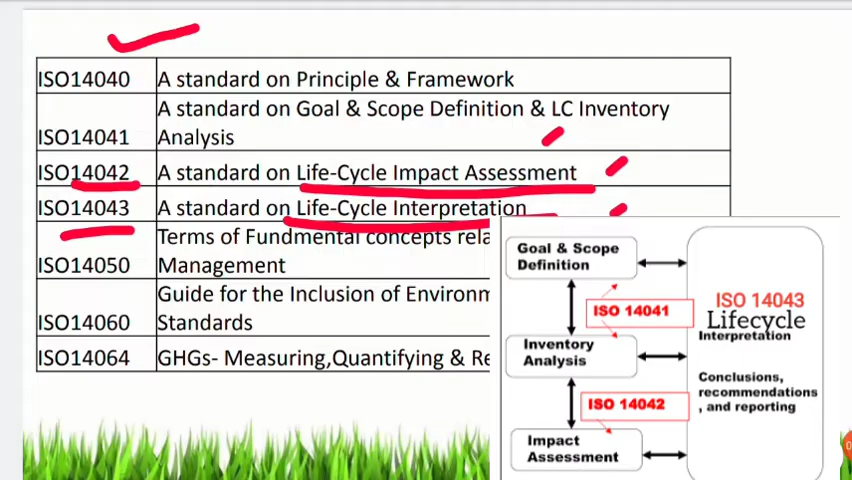 ISO14040 A standard on Principle & Framework
A standard on Goal & Scope Definition & LC Inventory
ISO14041 Analysis
ISO14042 A standard on Life-Cycle Impact Assessment
ISO14043 A standard on Life-Cycle Interpretation
Terms of Fundmental concepts rela
ISO14050 Management
Guide for the Inclusion of Environm
ISO14060 Standards
ISO14064 GHGs- Measuring,Quantifying & Re
Goal & Scope
Definition
ISO 14041
Inventory
Analysis
ISO 14042
Impact
Assessment
ISO 14043
Lifecycle
Interpretation
Conclusions,
recommendations
, and reporting